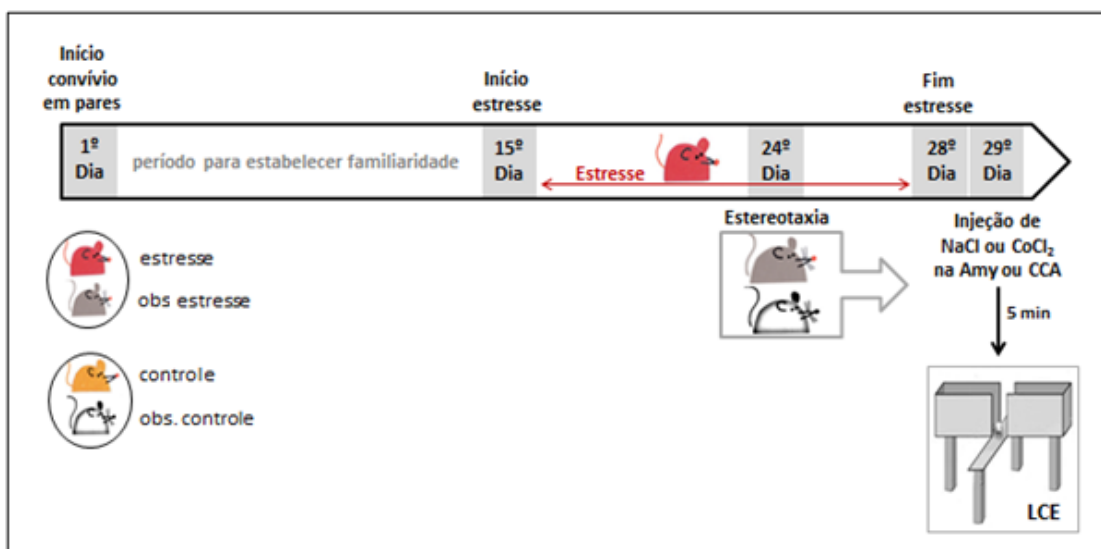 Início
convívio
em pares
Início
estresse
Fim
estresse
1º
Dia
período para estabelecer familiaridade
15º
Dia
Estresse
24º
Dia
28º
Dia
29º
Dia
Estereotaxia
Injeção de
NaCl ou CoCl₂
na Amy ou CCA
5 min
estresse
obs estresse
controle
obs. controle
LCE